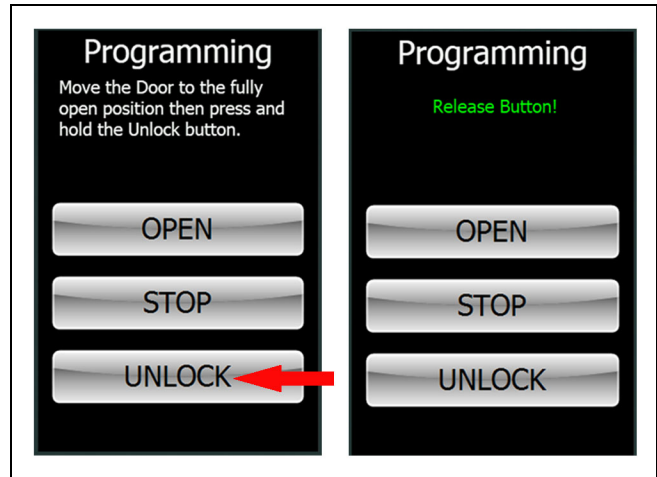 Programming
Move the Door to the fully
open position then press and
hold the Unlock button.
OPEN
STOP
UNLOCK
Programming
Release Button!
OPEN
STOP
UNLOCK